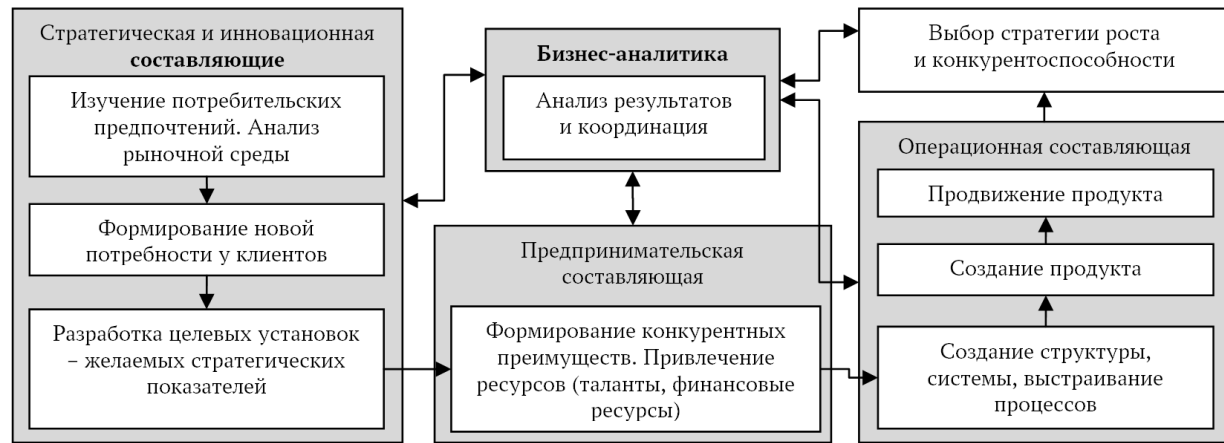 Стратегическая и инновационная
составляющие
Изучение потребительских
предпочтений. Анализ
рыночной среды
Формирование новой
потребности у клиентов
Разработка целевых установок
– желаемых стратегических
показателей
Бизнес-аналитика
Анализ результатов
и координация
Предпринимательская
составляющая
Формирование конкурентных
преимуществ. Привлечение
ресурсов (таланты, финансовые
ресурсы)
Выбор стратегии роста
и конкурентоспособности
Операционная составляющая
Продвижение продукта
Создание продукта
Создание структуры,
системы, выстраивание
процессов